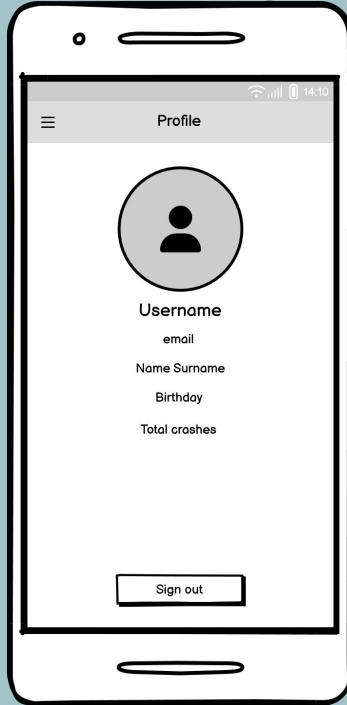 14:10
Profile
Username
email
Name Surname
Birthday
Total crashes
Sign out